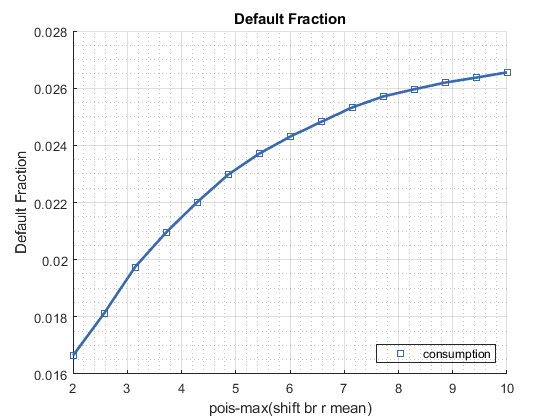 Default Fraction
0.028
0.026
0.024
0.022
0.02
0.018
0.016
Default Fraction
2 3 4 5 6 7 8 9 10
pois-max(shift br r mean)
consumption